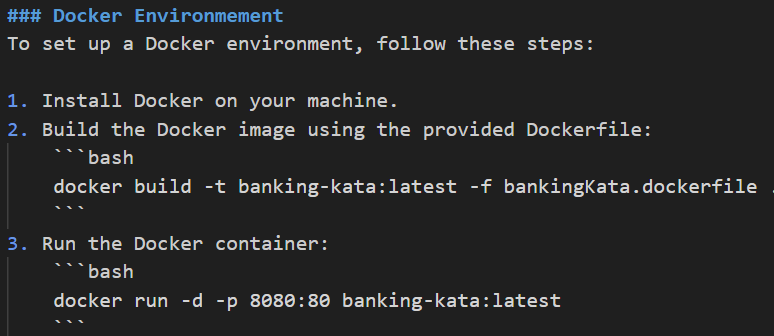 ### Docker Environmement
To set up a Docker environment, follow these steps:
1. Install Docker on your machine.
2. Build the Docker image using the provided Dockerfile:
```bash
docker build -t banking-kata:latest -f bankingKata.dockerfile .
```
3. Run the Docker container:
```bash
docker run -d -p 8080:80 banking-kata:latest
```